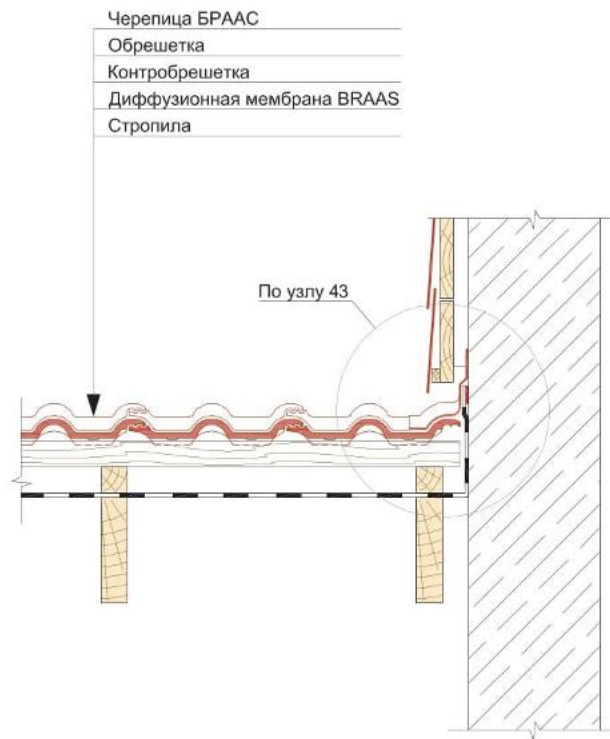 Черепица БРААС
Обрешетка
Контробрешетка
Диффузионная мембрана BRAAS
Стропила
По узлу 43